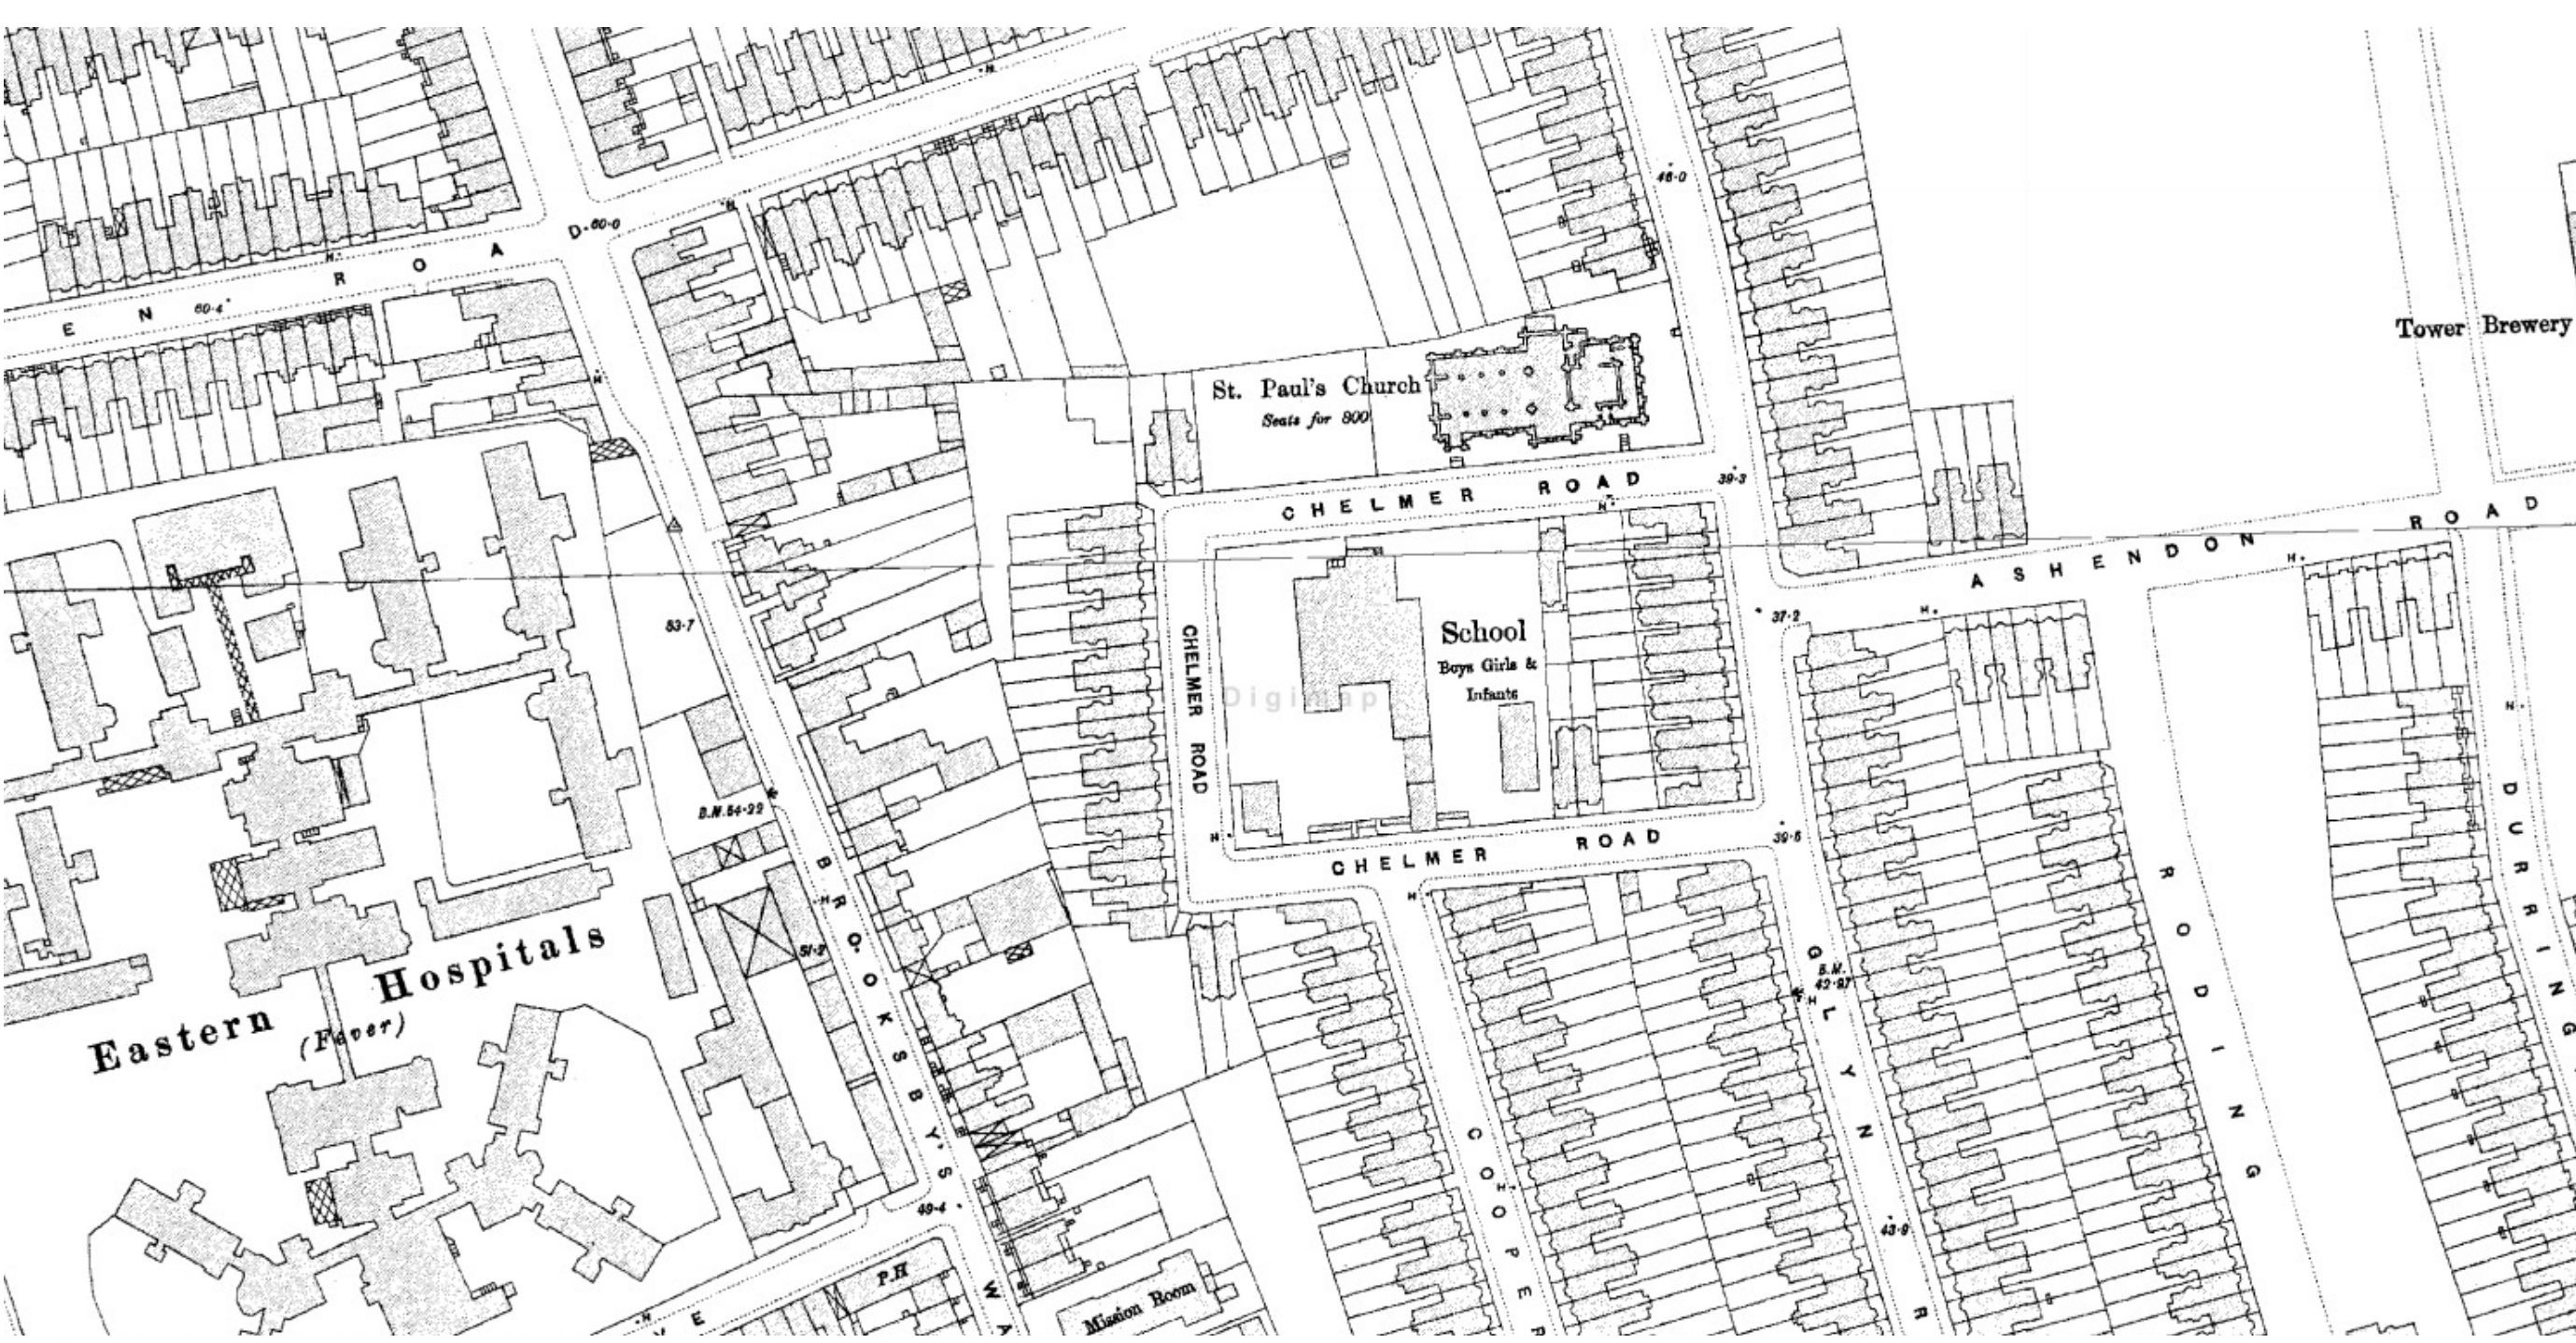 46·0
D·60·0
E N R O A
60·4
Tower Brewery
St. Paul's Church
Seats for 800
CHELMER ROAD
39·3
ASHENDON ROAD
H.
37·2
53·7
School
Boys Girls &
Infants
Digimap
CHELMER ROAD
B.M.54·99
CHELMER ROAD
39·6
51·2
BROOKSBY'S WA
Eastern Hospitals
(Fever)
GLYN R
B.M.
42·97
RODING
DURRING
COOPER
49·4
43·9
P.H
Mission Room
V E